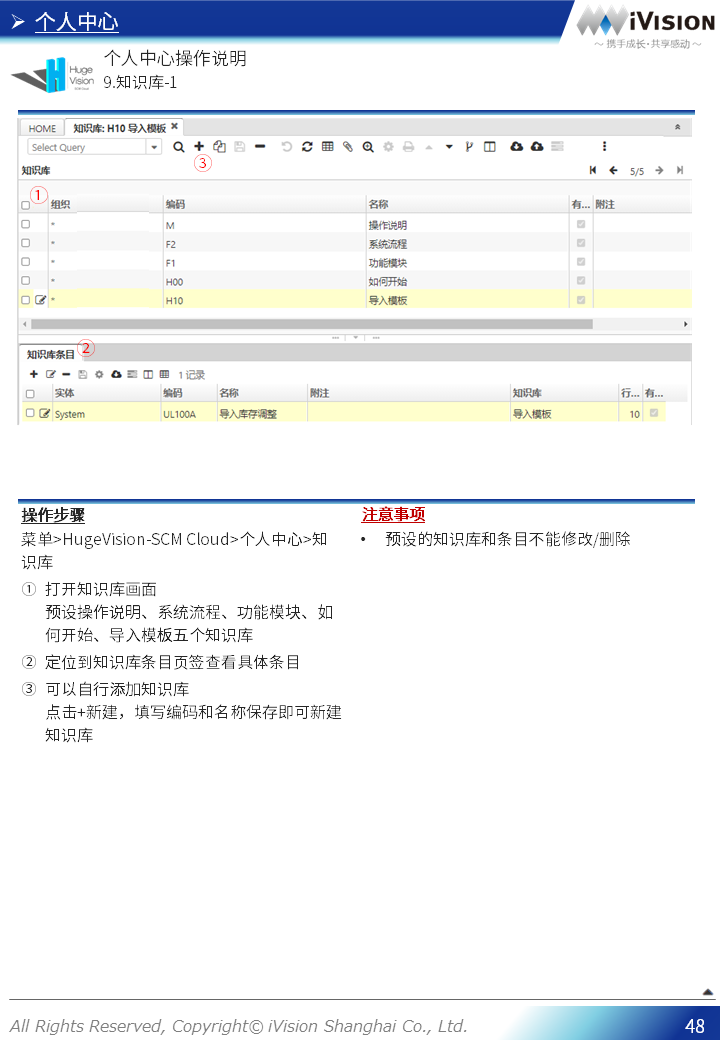 ➢ 个人中心
iVISION
～ 携手成长·共享感动 ～
Huge
Vision
个人中心操作说明
9.知识库-1
HOME 知识库: H10 导入模板 ×
Select Query
③
知识库 5/5
①
组织 编码 名称 有... 附注
* M 操作说明
* F2 系统流程
* F1 功能模块
* H00 如何开始
* H10 导入模板
知识库条目 ②
1 记录
实体 编码 名称 附注 知识库 行... 有...
System UL100A 导入库存调整 导入模板 10
操作步骤
菜单>HugeVision-SCM Cloud>个人中心>知
识库
① 打开知识库画面
预设操作说明、系统流程、功能模块、如
何开始、导入模板五个知识库
② 定位到知识库条目页签查看具体条目
③ 可以自行添加知识库
点击+新建，填写编码和名称保存即可新建
知识库
注意事项
• 预设的知识库和条目不能修改/删除
All Rights Reserved, Copyright© iVision Shanghai Co., Ltd.
48